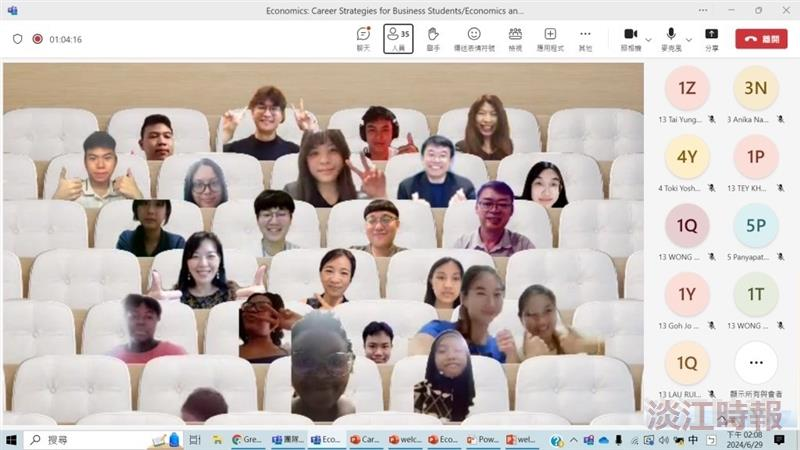 Economics: Career Strategies for Business Students/Economics an...
01:04:16
聊天
35
人員
舉手
傳送表情符號
檢視
應用程式
其他
照相機
麥克風
分享
離開
1Z
3N
13 Tai Yung...
3 Anika Na...
4Y
1P
4 Toki Yosh...
13 TEY KH...
1Q
5P
13 WONG ...
5 Panyapat...
1Y
1T
13 Goh Jo ...
13 WONG ...
1Q
...
13 LAU RUI...
顯示所有與會者
淡江時報
搜尋
Gre...
團隊...
Eco...
Car...
welc...
Eco...
Pow...
wel...
中
下午 02:08
2024/6/29